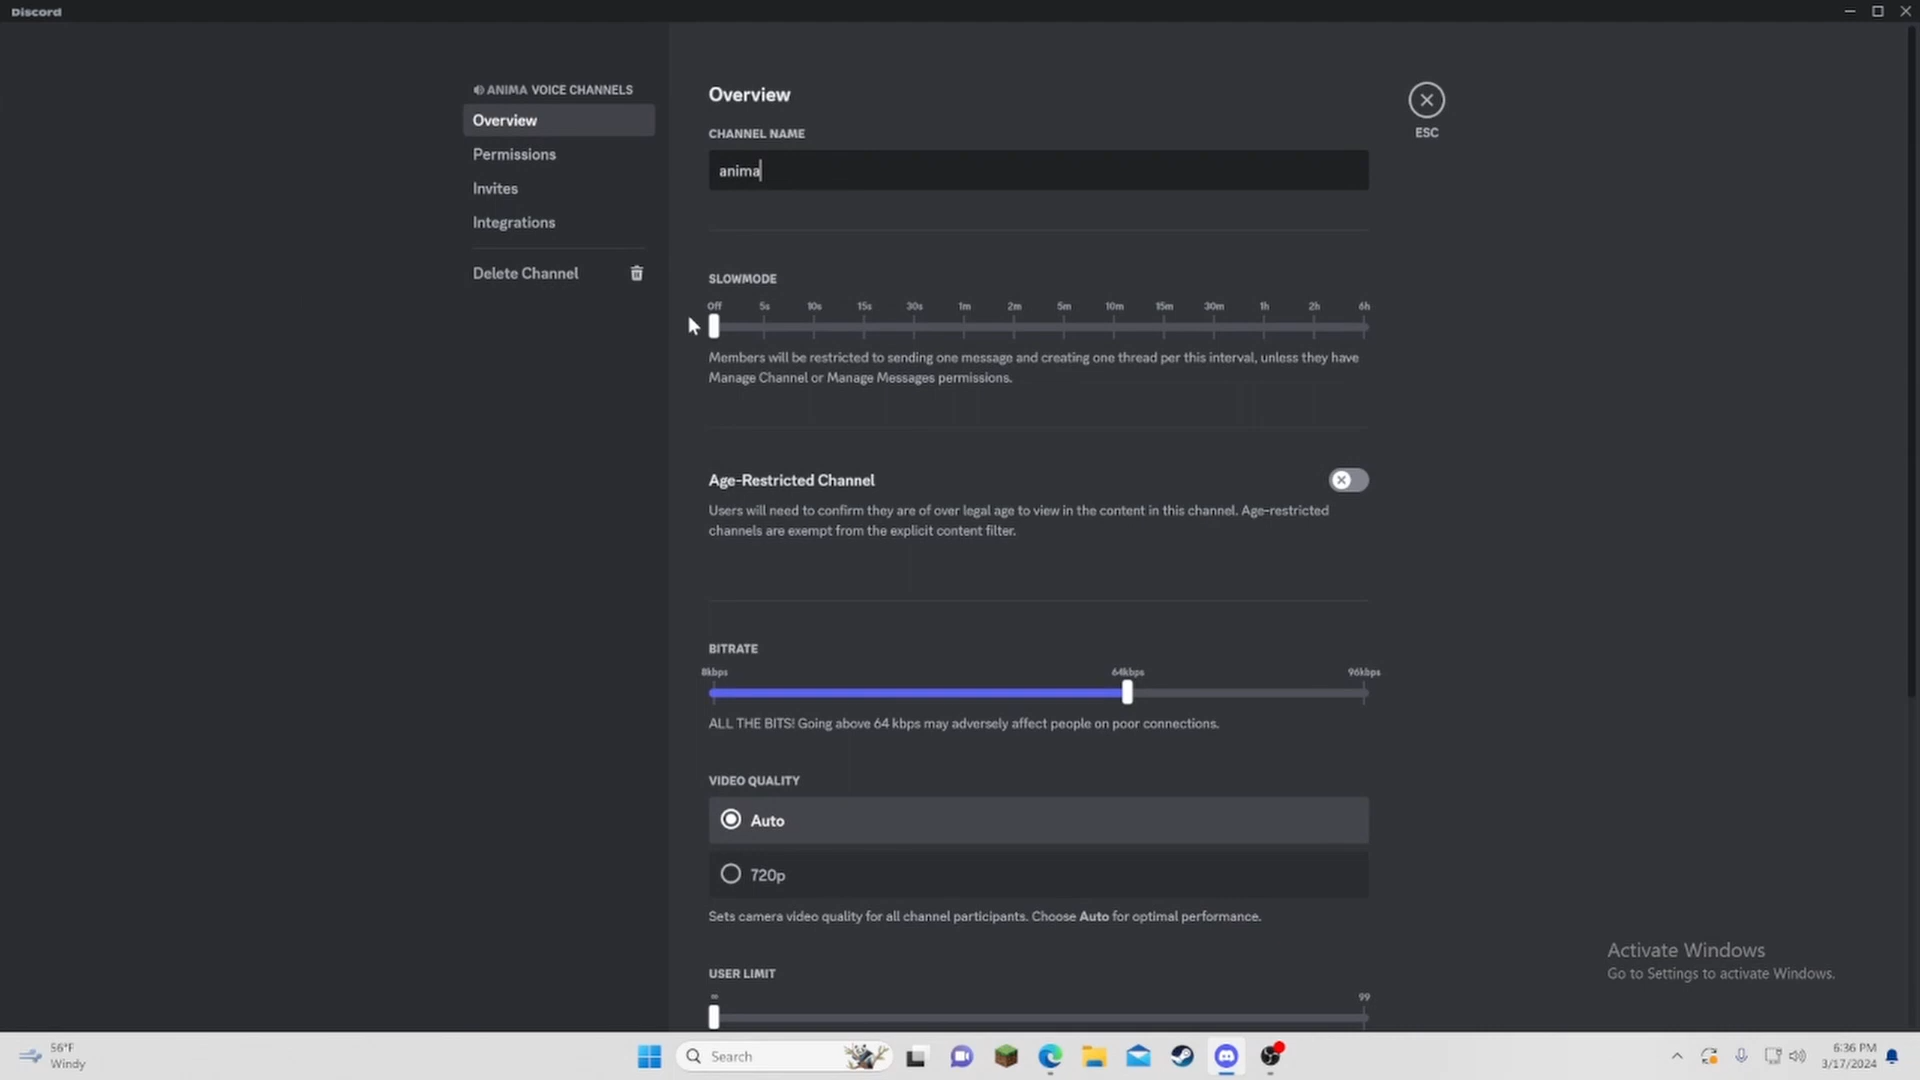 Discord
ANIMA VOICE CHANNELS
Overview
Permissions
Invites
Integrations
Delete Channel
Overview
CHANNEL NAME
anima
ESC
SLOWMODE
Off 5s 10s 15s 30s 1m 2m 5m 10m 15m 30m 1h 2h 6h
Members will be restricted to sending one message and creating one thread per this interval, unless they have
Manage Channel or Manage Messages permissions.
Age-Restricted Channel
Users will need to confirm they are of over legal age to view in the content in this channel. Age-restricted
channels are exempt from the explicit content filter.
BITRATE
8kbps 64kbps 96kbps
ALL THE BITS! Going above 64 kbps may adversely affect people on poor connections.
VIDEO QUALITY
Auto
720p
Sets camera video quality for all channel participants. Choose Auto for optimal performance.
USER LIMIT
∞ 99
Activate Windows
Go to Settings to activate Windows.
56°F
Windy
Search
6:36 PM
3/17/2024